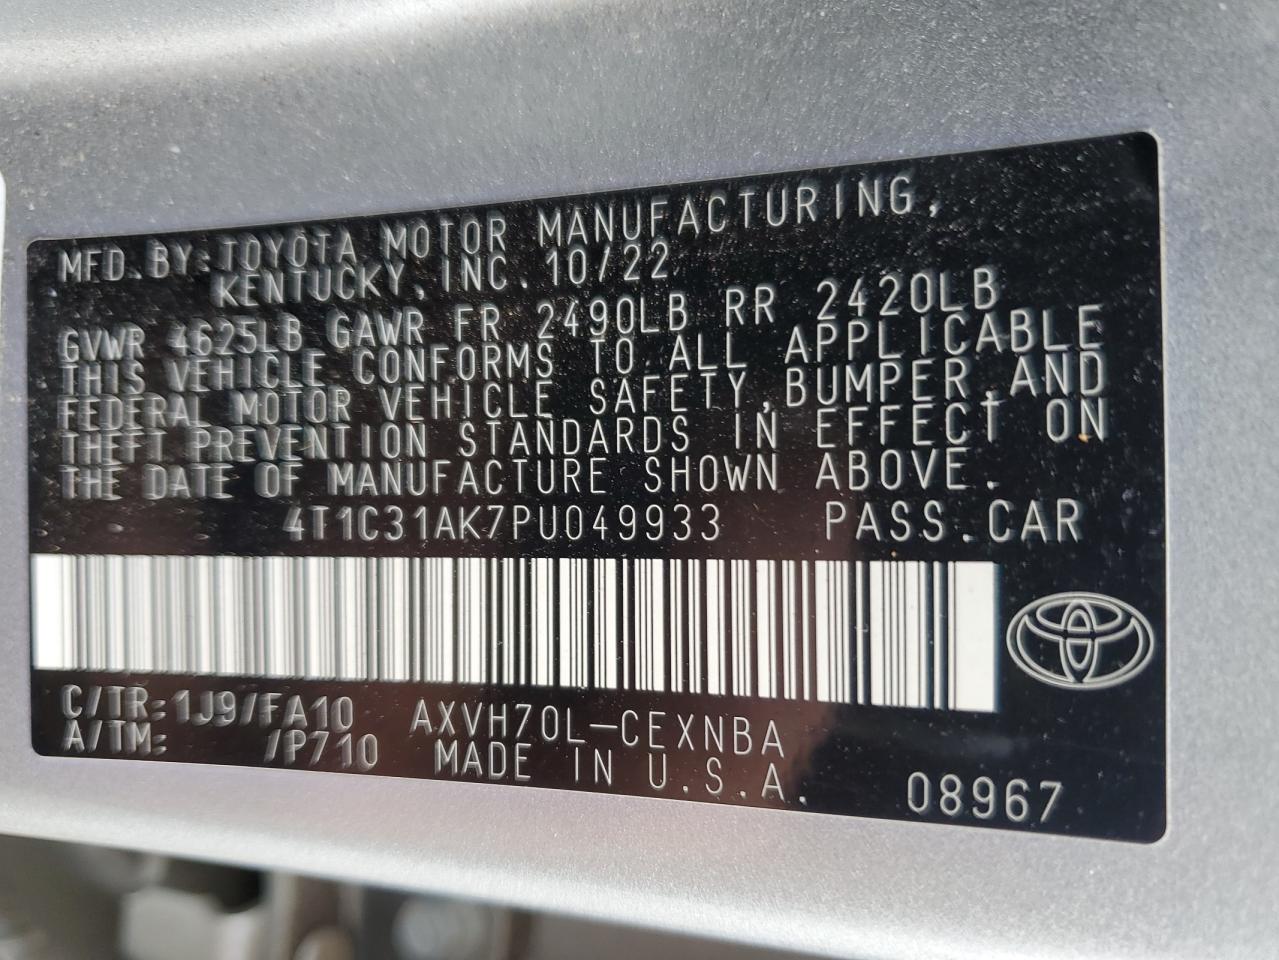 MFD. BY: TOYOTA MOTOR MANUFACTURING,
KENTUCKY, INC. 10/22
GVWR 4625LB GAWR FR 2490LB RR 2420LB
THIS VEHICLE CONFORMS TO ALL APPLICABLE
FEDERAL MOTOR VEHICLE SAFETY, BUMPER, AND
THEFT PREVENTION STANDARDS IN EFFECT ON
THE DATE OF MANUFACTURE SHOWN ABOVE.
4T1C31AK7PU049933 PASS. CAR
C/TR: 1J9/FA10 AXVH70L-CEXNBA
A/TM: /P710 MADE IN U.S.A. 08967